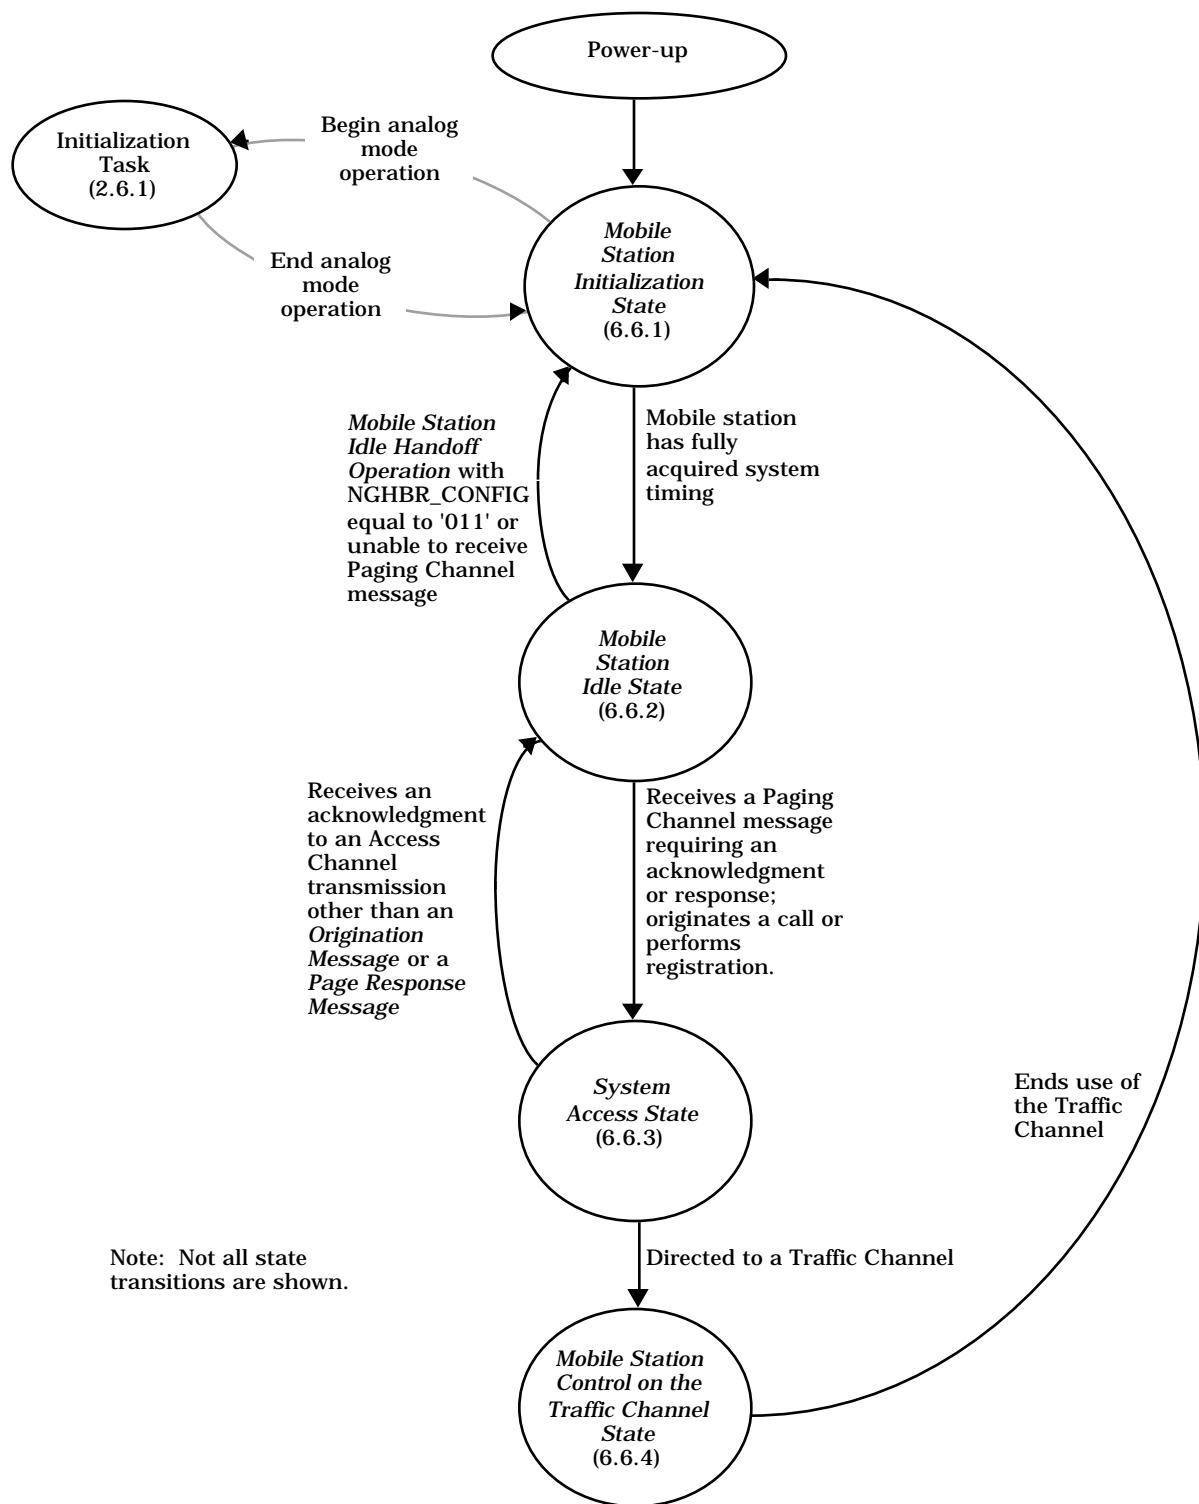 Power-up
Initialization
Task
(2.6.1)
Begin analog
mode
operation
End analog
mode
operation
Mobile
Station
Initialization
State
(6.6.1)
Mobile Station
Idle Handoff
Operation with
NGHBR_CONFIG
equal to '011' or
unable to receive
Paging Channel
message
Mobile station
has fully
acquired system
timing
Mobile
Station
Idle State
(6.6.2)
Receives an
acknowledgment
to an Access
Channel
transmission
other than an
Origination
Message or a
Page Response
Message
Receives a Paging
Channel message
requiring an
acknowledgment
or response;
originates a call or
performs
registration.
System
Access State
(6.6.3)
Ends use of
the Traffic
Channel
Note:  Not all state
transitions are shown.
Directed to a Traffic Channel
Mobile Station
Control on the
Traffic Channel
State
(6.6.4)